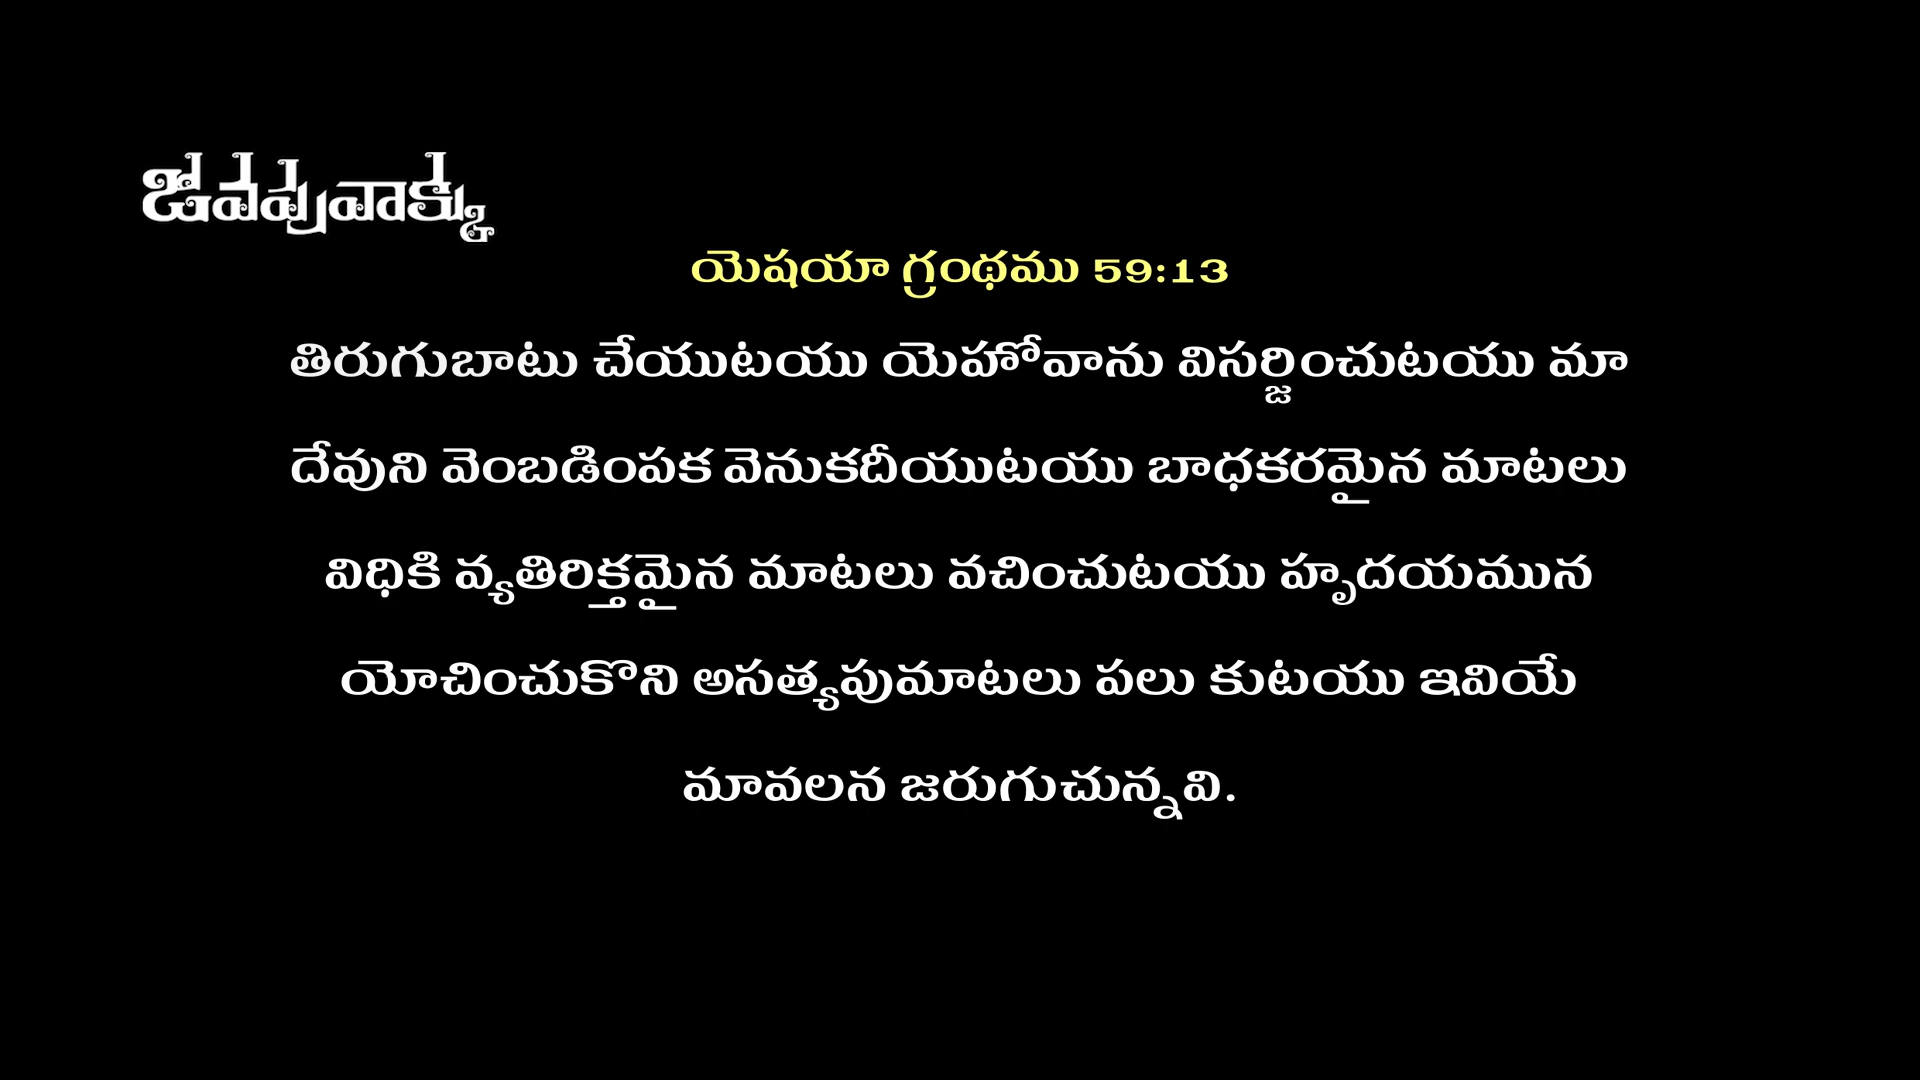 జీవపువాక్కు
యెషయా గ్రంథము 59:13
తిరుగుబాటు చేయుటయు యెహోవాను విసర్జించుటయు మా
దేవుని వెంబడింపక వెనుకదీయుటయు బాధకరమైన మాటలు
విధికి వ్యతిరిక్తమైన మాటలు వచించుటయు హృదయమున
యోచించుకొని అసత్యపుమాటలు పలు కుటయు ఇవియే
మావలన జరుగుచున్నవి.